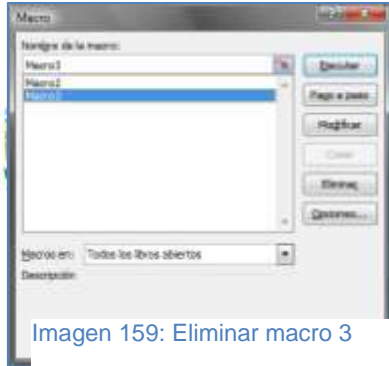 Macro
Nombre de la macro:
Macro3
Ejecutar
Macro2
Macro3
Paso a paso
Modificar
Crear
Eliminar
Opciones...
Macros en: Todos los libros abiertos
Descripción
Imagen 159: Eliminar macro 3